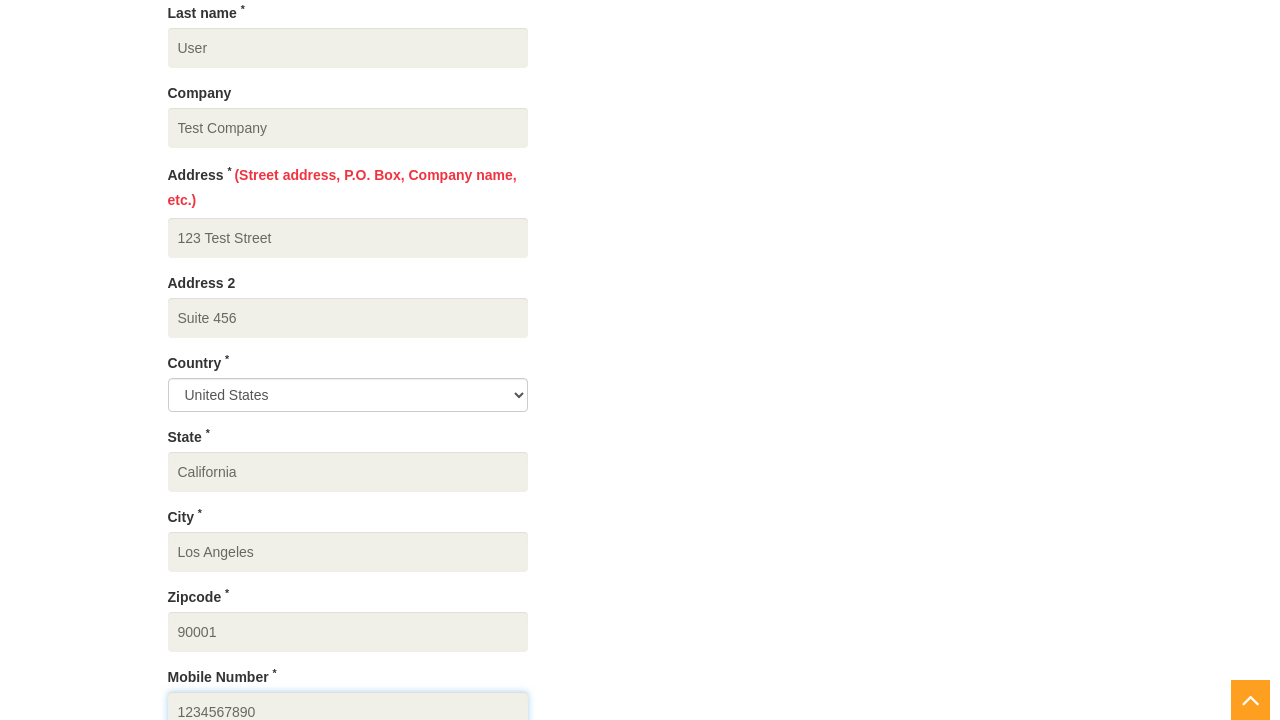 Last name *
User
Company
Test Company
Address * (Street address, P.O. Box, Company name,
etc.)
123 Test Street
Address 2
Suite 456
Country *
United States
State *
California
City *
Los Angeles
Zipcode *
90001
Mobile Number *
1234567890